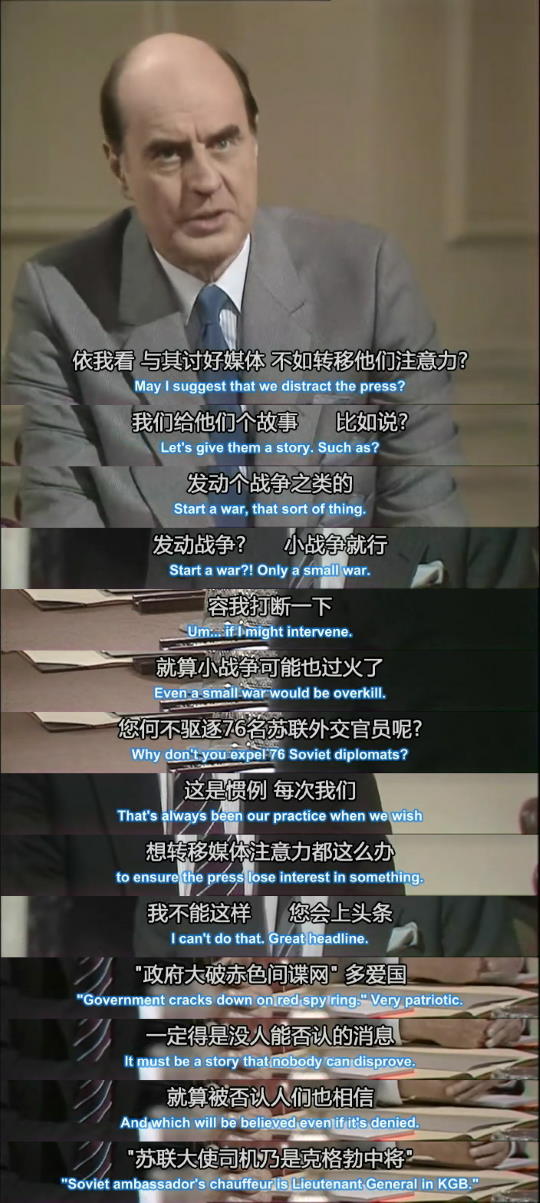 依我看 与其讨好媒体 不如转移他们注意力?
May I suggest that we distract the press?
我们给他们个故事 比如说?
Let's give them a story. Such as?
发动个战争之类的
Start a war, that sort of thing.
发动战争? 小战争就行
Start a war?! Only a small war.
容我打断一下
Um... if I might intervene.
就算小战争可能也过火了
Even a small war would be overkill.
您何不驱逐76名苏联外交官员呢?
Why don't you expel 76 Soviet diplomats?
这是惯例 每次我们
That's always been our practice when we wish
想转移媒体注意力都这么办
to ensure the press lose interest in something.
我不能这样 您会上头条
I can't do that. Great headline.
"政府大破赤色间谍网" 多爱国
"Government cracks down on red spy ring." Very patriotic.
一定得是没人能否认的消息
It must be a story that nobody can disprove.
就算被否认人们也相信
And which will be believed even if it's denied.
"苏联大使司机乃是克格勃中将"
"Soviet ambassador's chauffeur is Lieutenant General in KGB."